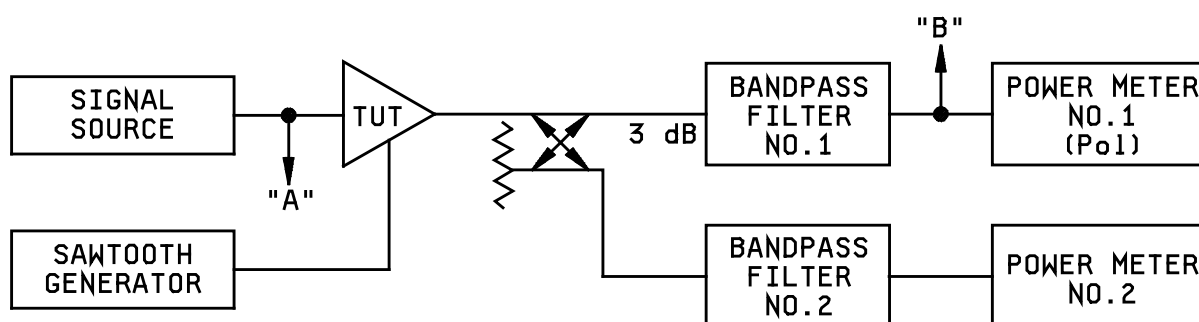 "B"
SIGNAL
SOURCE
TUT
3 dB
BANDPASS
FILTER
NO.1
POWER METER
NO.1
(Pol)
"A"
SAWTOOTH
GENERATOR
BANDPASS
FILTER
NO.2
POWER METER
NO.2